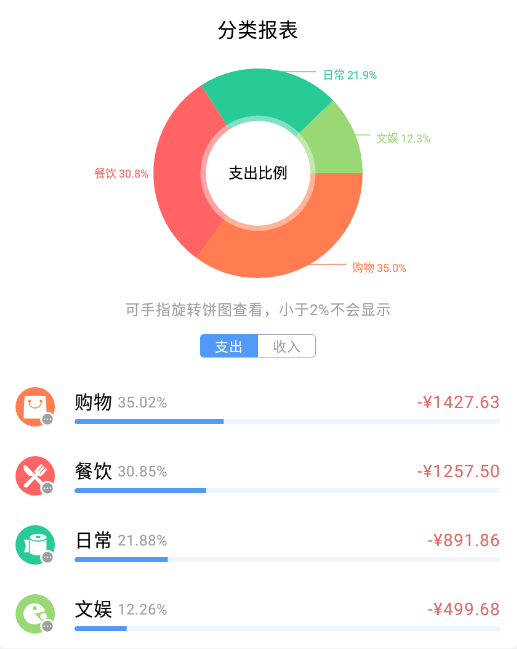 分类报表
日常 21.9%
文娱 12.3%
餐饮 30.8%
支出比例
购物 35.0%
可手指旋转饼图查看，小于2%不会显示
支出 收入
购物 35.02% -¥1427.63
餐饮 30.85% -¥1257.50
日常 21.88% -¥891.86
文娱 12.26% -¥499.68